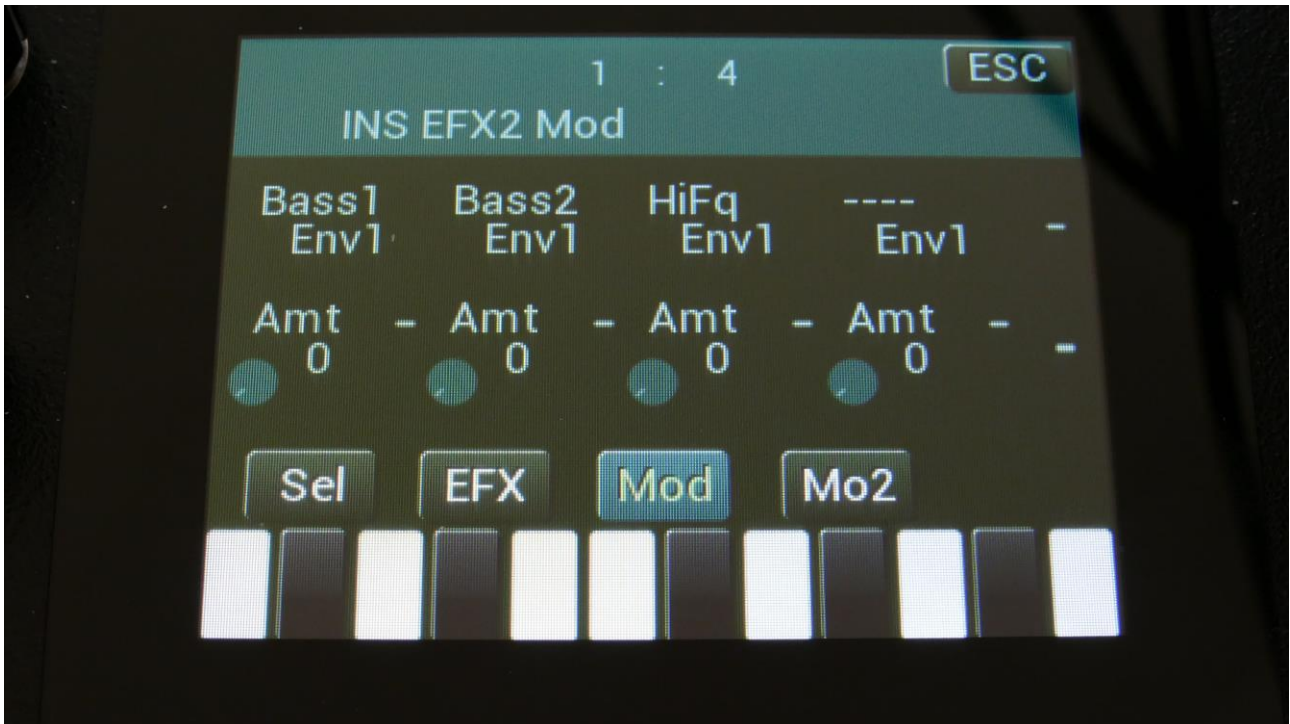 1 : 4 ESC
INS EFX2 Mod
Bass1 Bass2 HiFq ----
Env1 Env1 Env1 Env1 -
Amt - Amt - Amt - Amt -
0 0 0 0 -
Sel EFX Mod Mo2